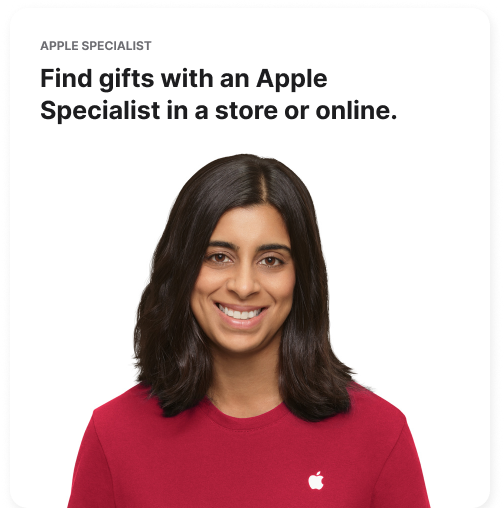 APPLE SPECIALIST
Find gifts with an Apple
Specialist in a store or online.